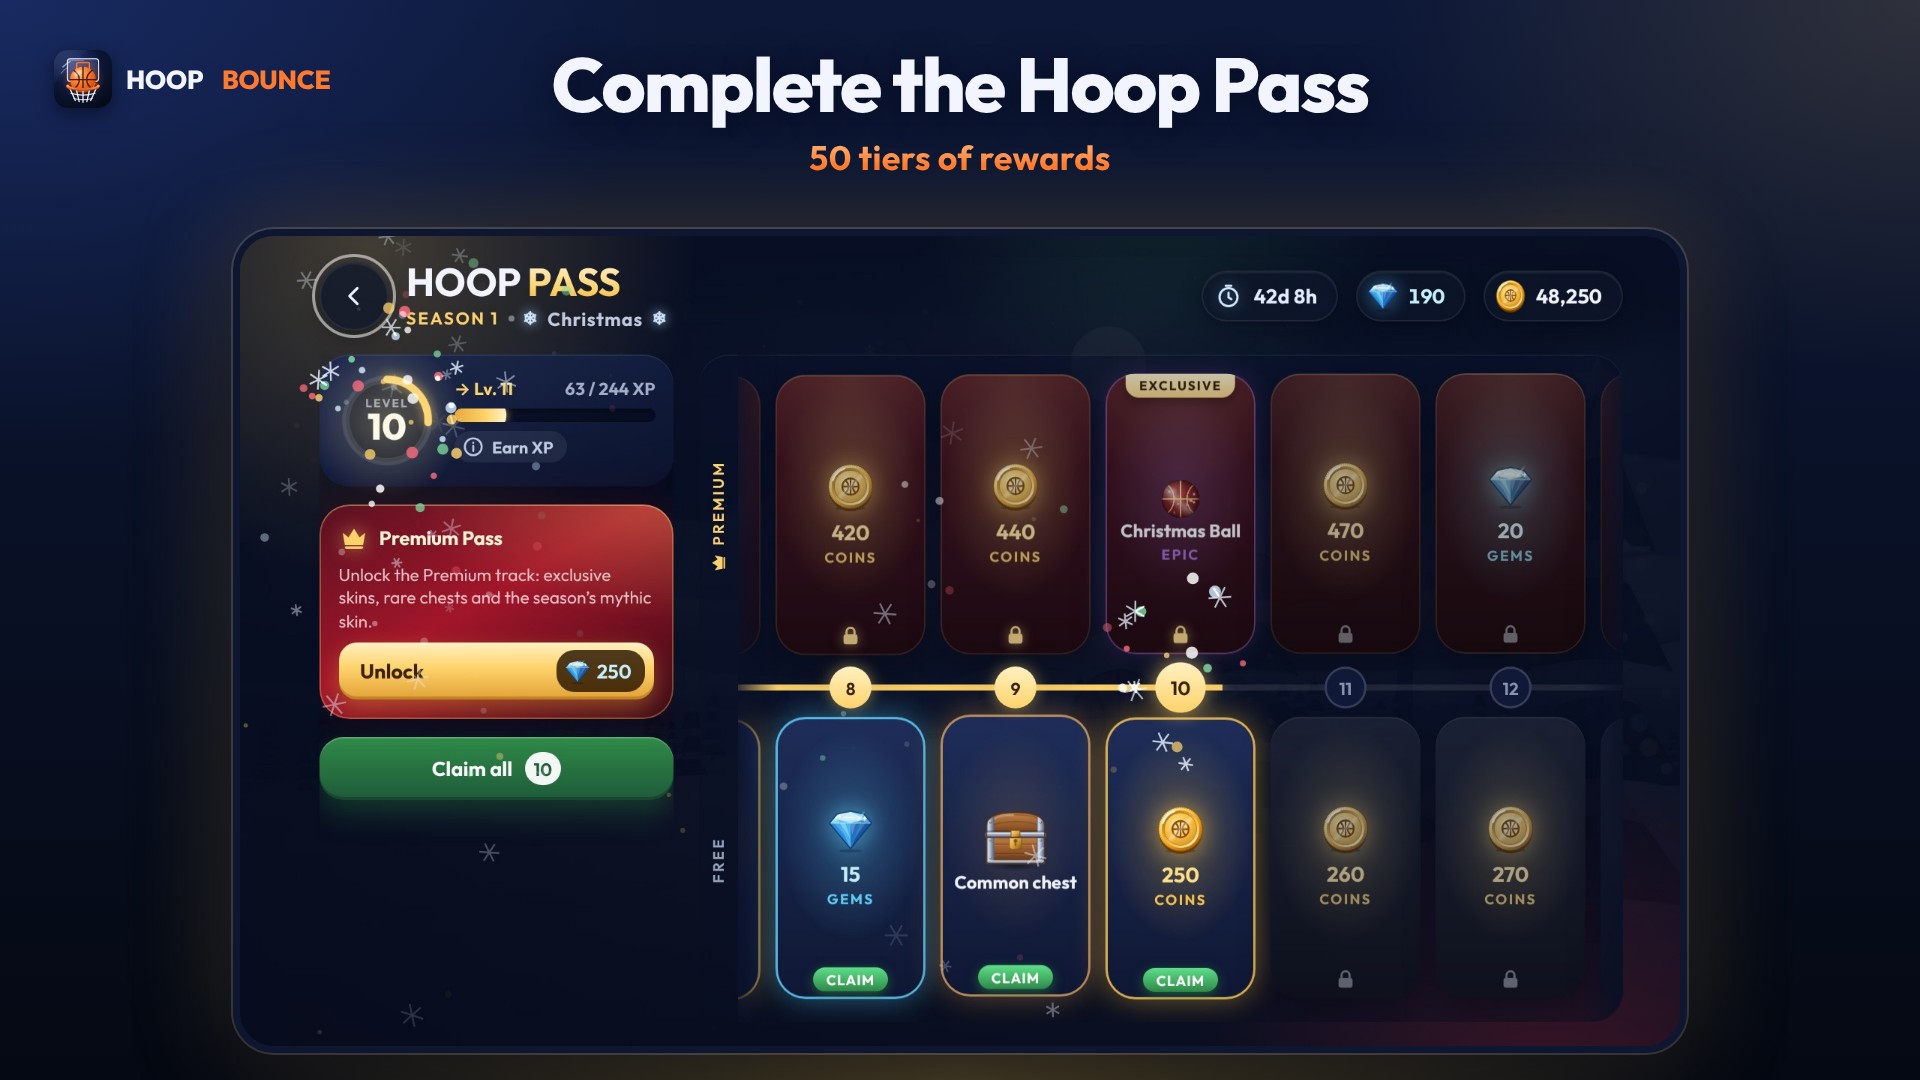 HOOP BOUNCE
Complete the Hoop Pass
50 tiers of rewards
HOOP PASS
SEASON 1 • Christmas
42d 8h
190
48,250
LEVEL
10
→ Lv. 11
63 / 244 XP
Earn XP
Premium Pass
Unlock the Premium track: exclusive
skins, rare chests and the season's mythic
skin.
Unlock
250
Claim all 10
PREMIUM
420
COINS
440
COINS
EXCLUSIVE
Christmas Ball
EPIC
470
COINS
20
GEMS
8
9
10
11
12
FREE
15
GEMS
CLAIM
Common chest
CLAIM
250
COINS
CLAIM
260
COINS
270
COINS